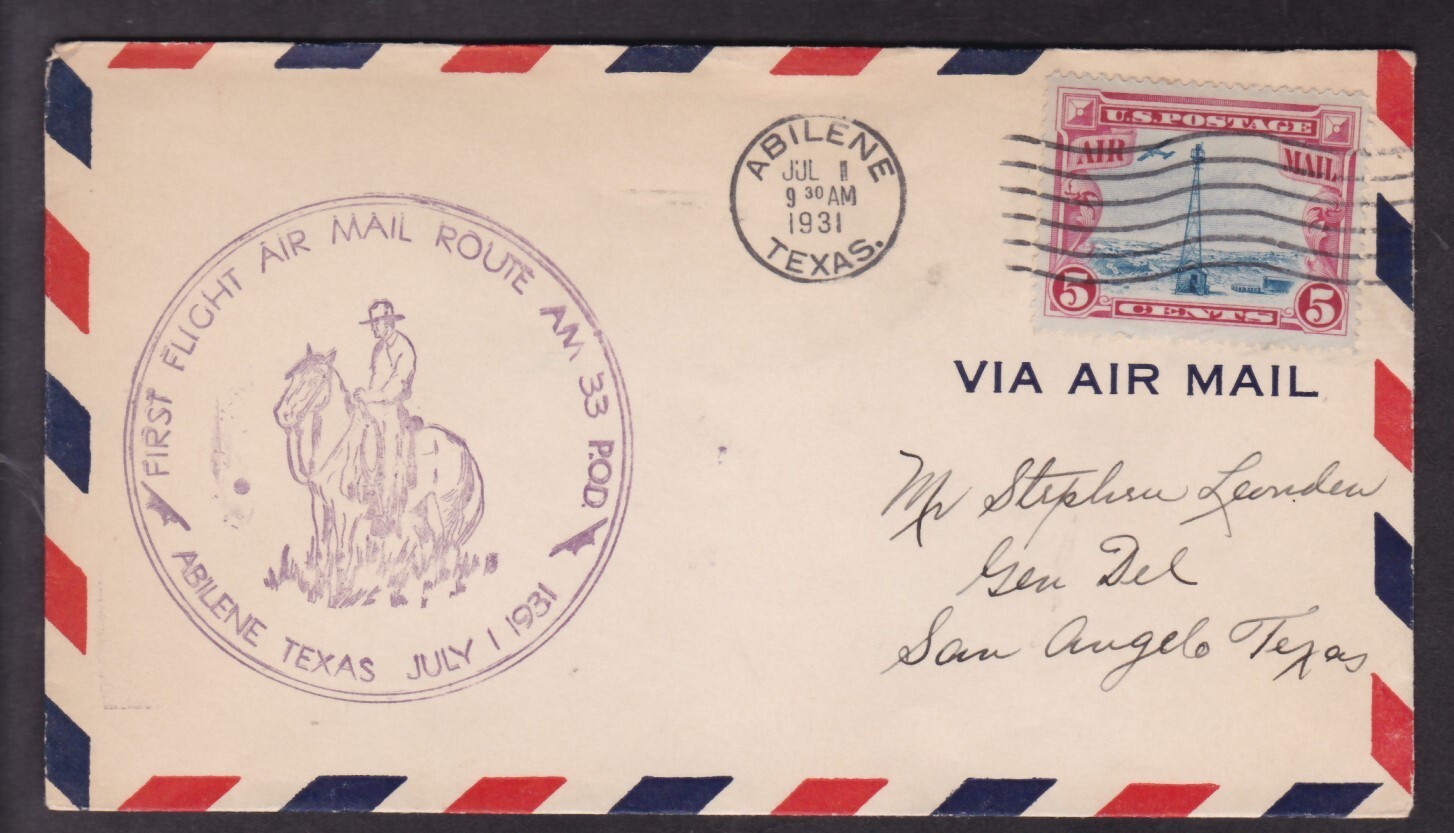 FIRST FLIGHT AIR MAIL ROUTE AM 33 P.O.D.
ABILENE TEXAS JULY 1 1931
ABILENE
JUL 1
9 30 AM
1931
TEXAS.
U.S. POSTAGE
AIR MAIL
5 5
CENTS
VIA AIR MAIL
Mr Stephen
Gen Del
San Angelo Texas